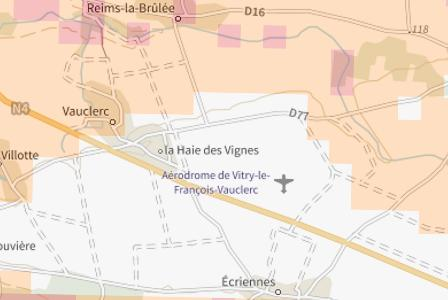 Reims-la-Brûlée
D16
118
N4
Vauclerc
D77
Villotte
la Haie des Vignes
Aérodrome de Vitry-le-
François-Vauclerc
ouvière
Écriennes